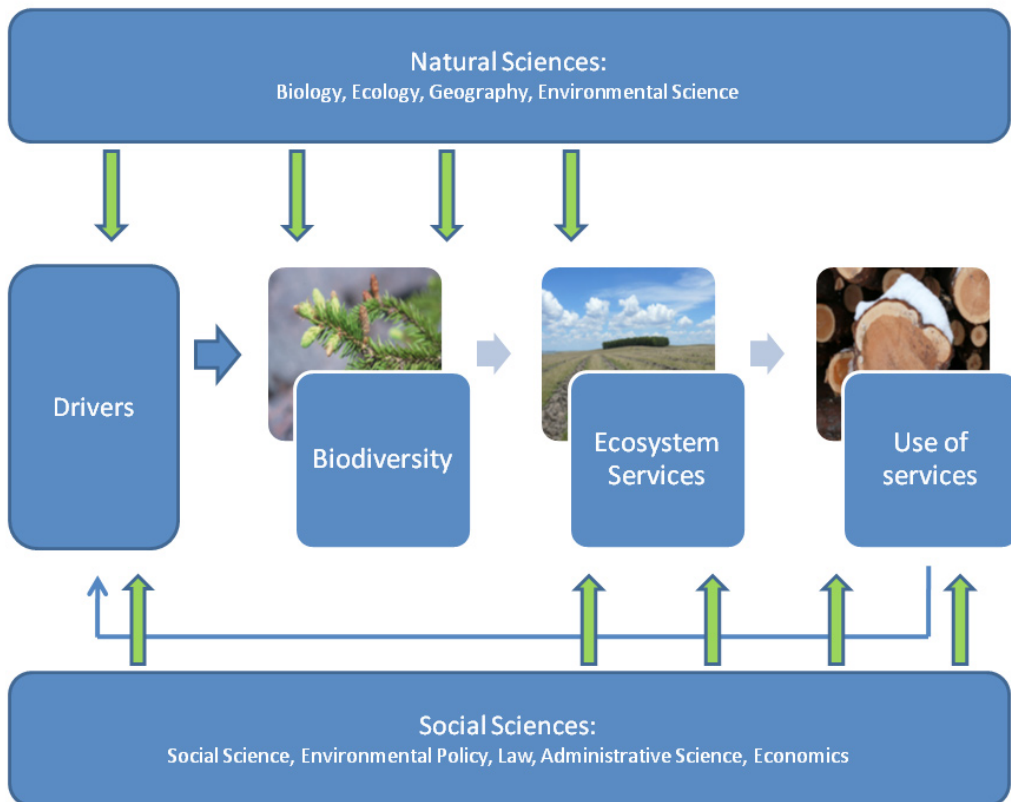 Natural Sciences:
Biology, Ecology, Geography, Environmental Science
Drivers
Biodiversity
Ecosystem
Services
Use of
services
Social Sciences:
Social Science, Environmental Policy, Law, Administrative Science, Economics